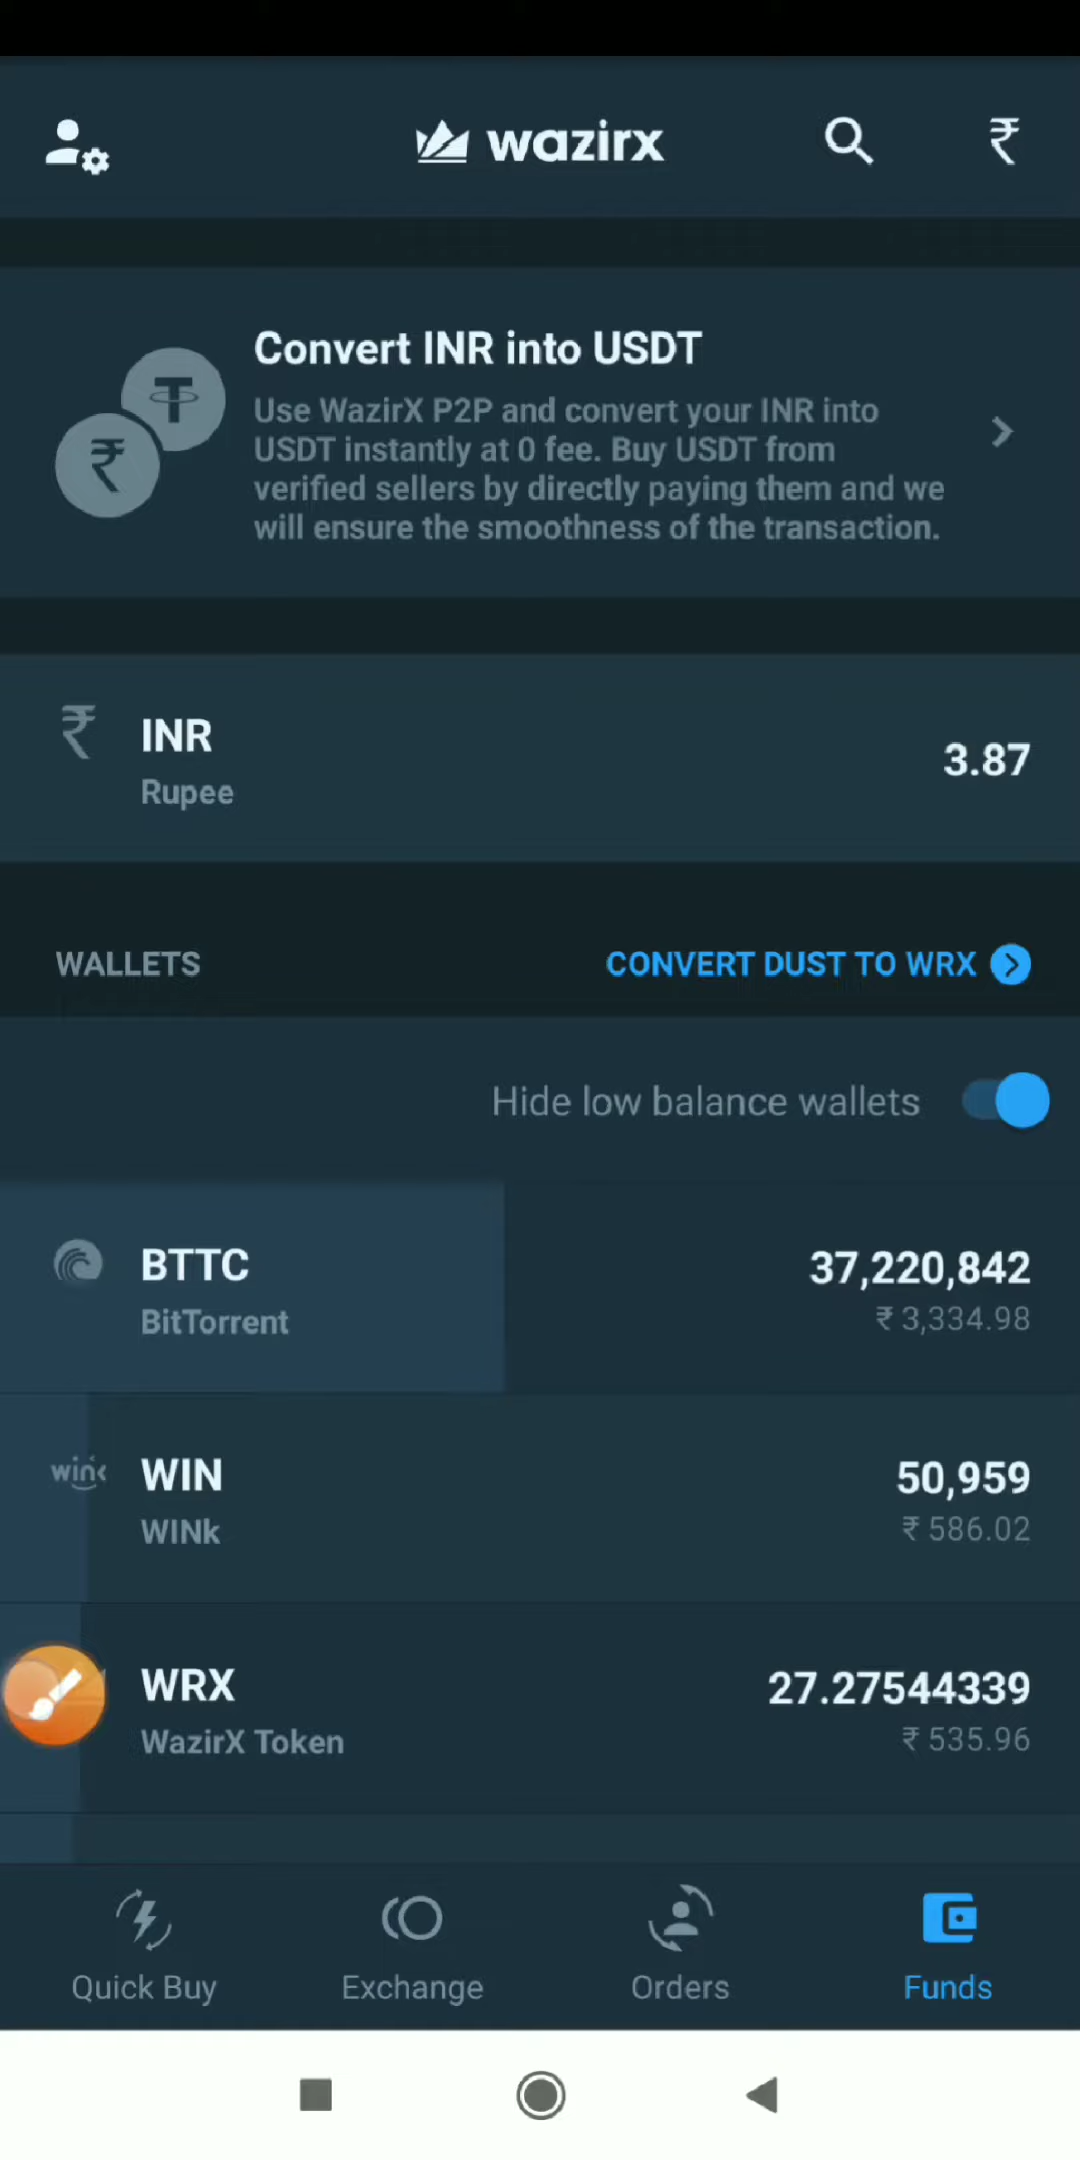 wazirx
₹
Convert INR into USDT
Use WazirX P2P and convert your INR into
USDT instantly at 0 fee. Buy USDT from
verified sellers by directly paying them and we
will ensure the smoothness of the transaction.
₹
INR
3.87
Rupee
WALLETS
CONVERT DUST TO WRX
Hide low balance wallets
BTTC
37,220,842
BitTorrent
₹ 3,334.98
wink
WIN
50,959
WINk
₹ 586.02
WRX
27.27544339
WazirX Token
₹ 535.96
Quick Buy
Exchange
Orders
Funds